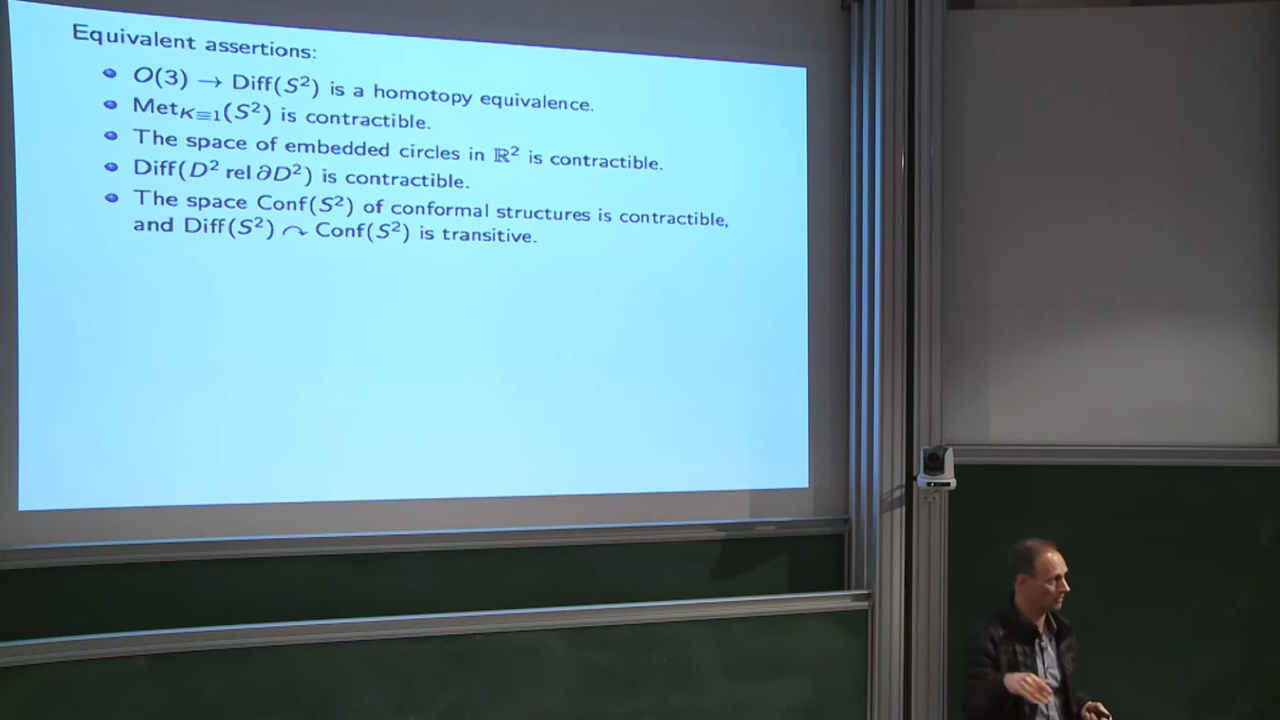 Equivalent assertions:
O(3) → Diff(S²) is a homotopy equivalence.
Met_{K≡1}(S²) is contractible.
The space of embedded circles in ℝ² is contractible.
Diff(D² rel ∂D²) is contractible.
The space Conf(S²) of conformal structures is contractible,
and Diff(S²) ↷ Conf(S²) is transitive.